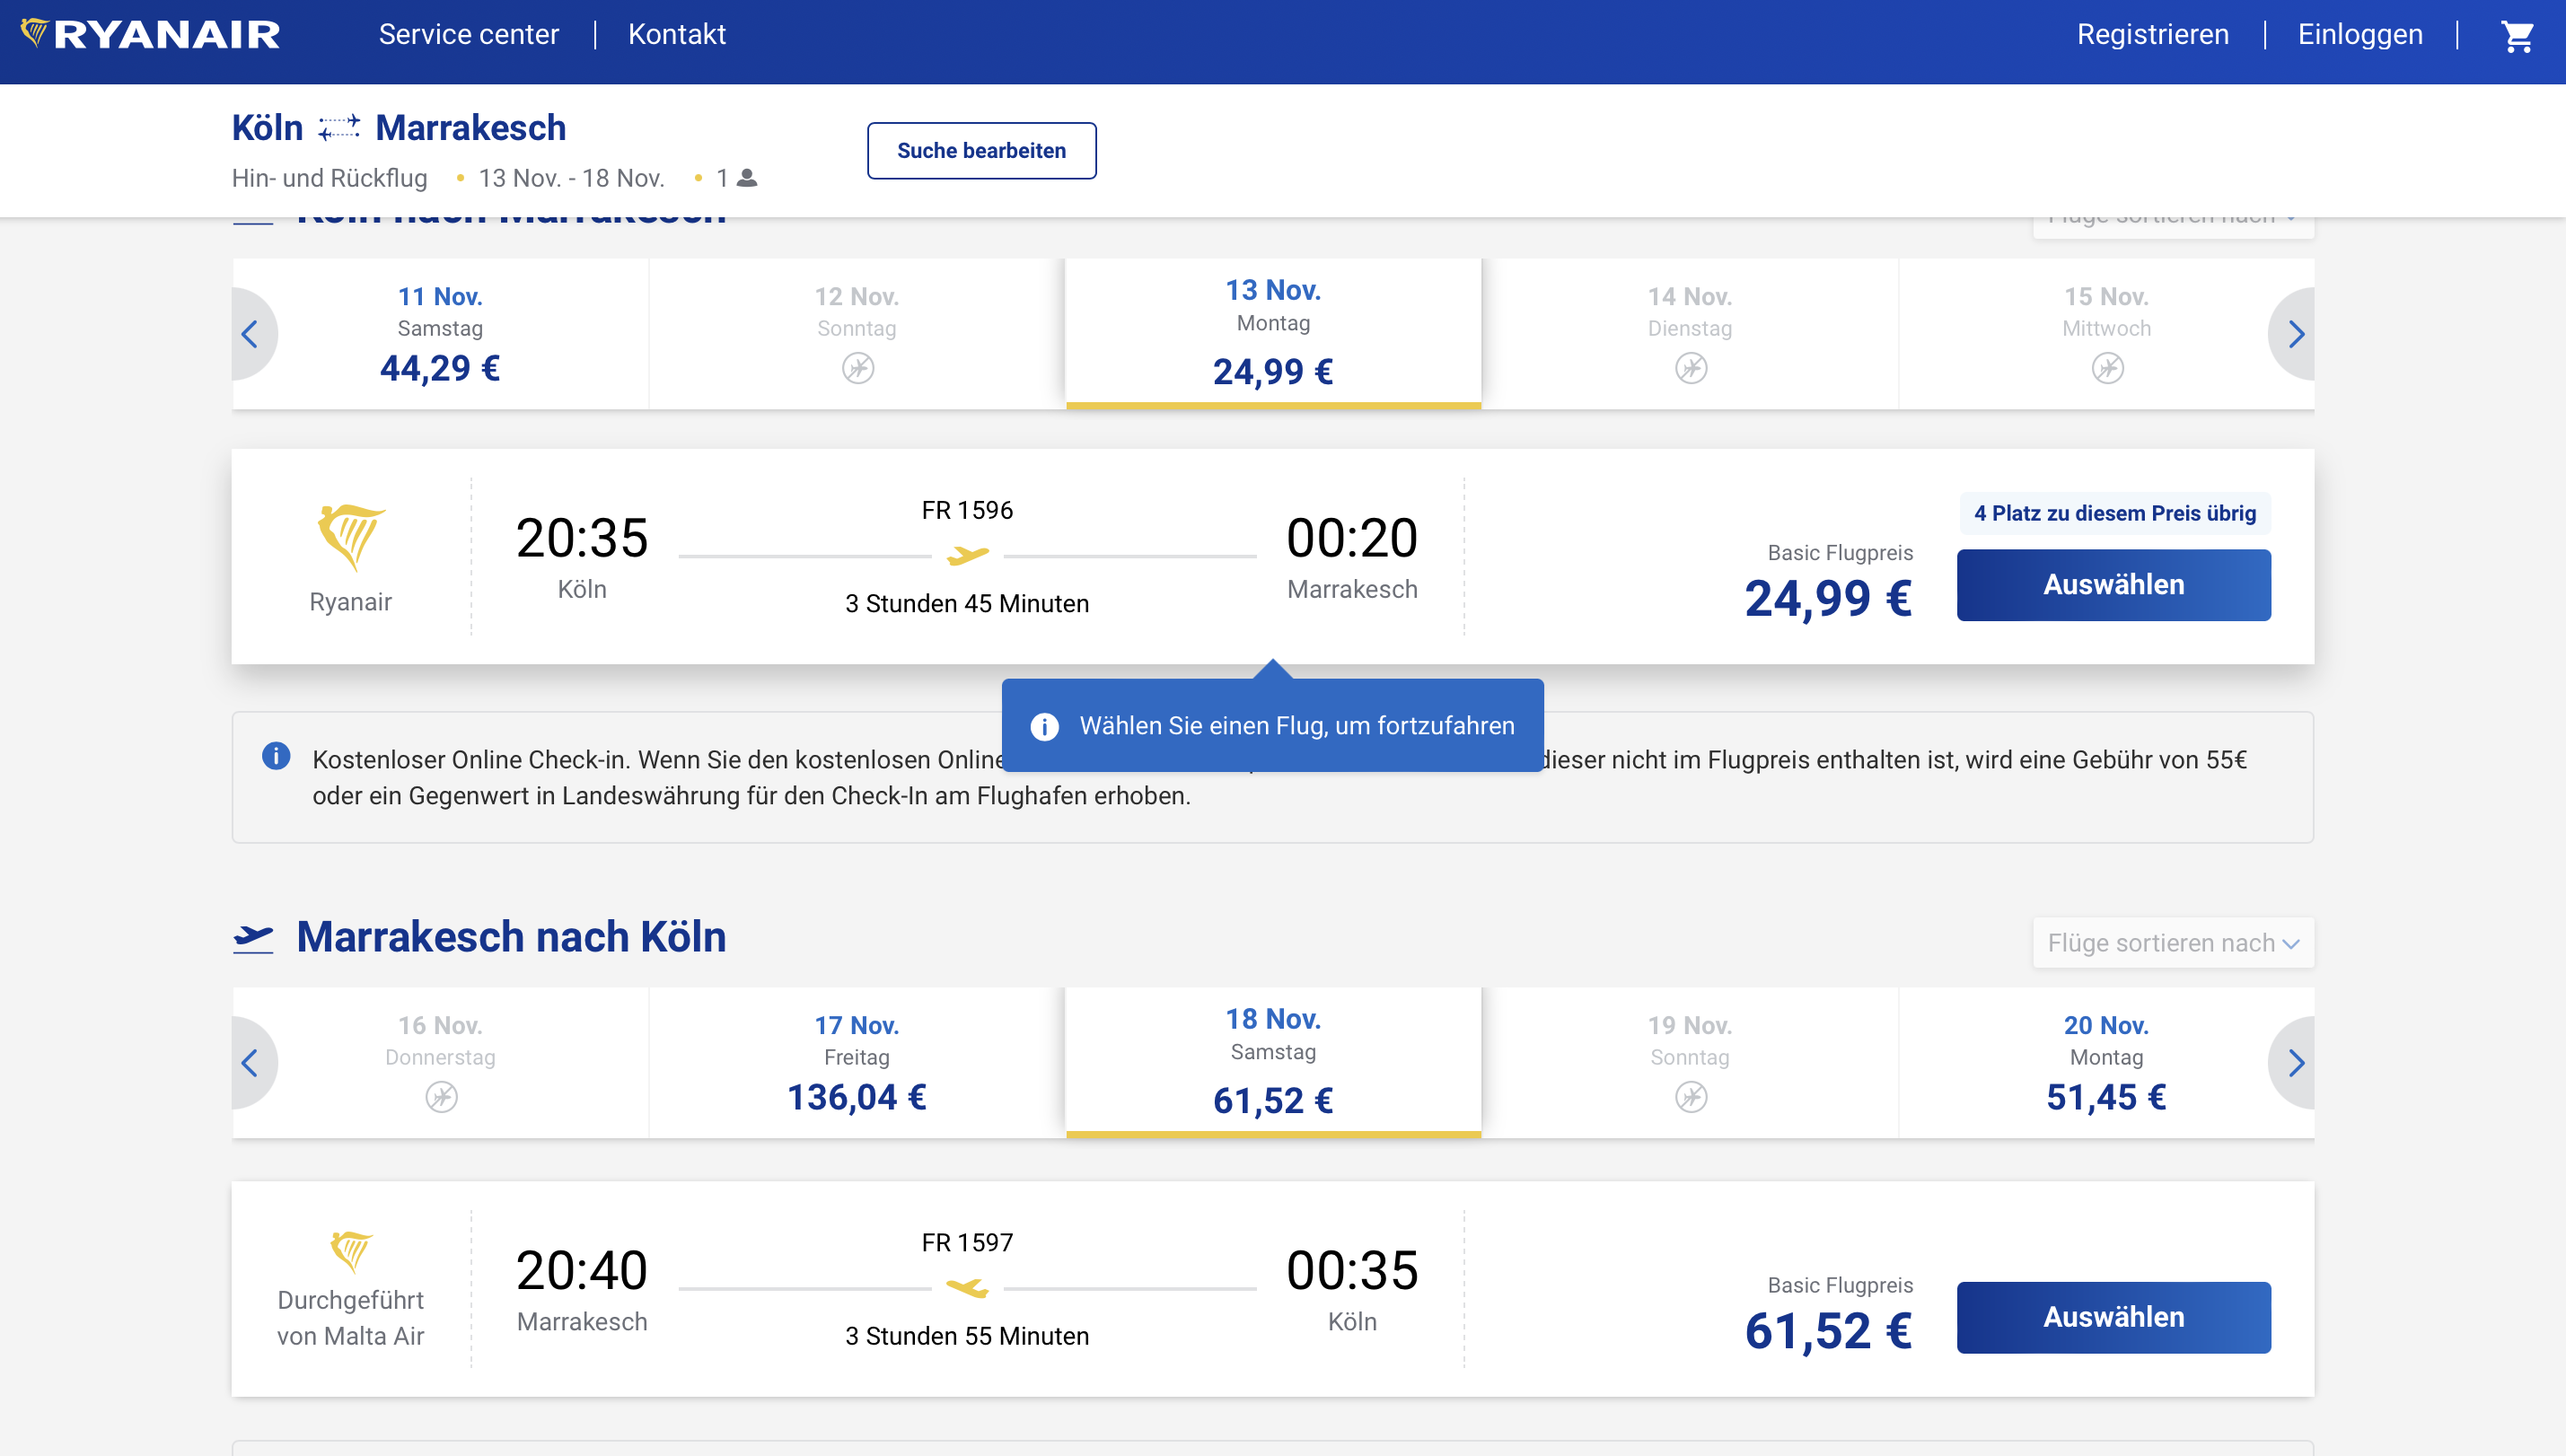 RYANAIR
Service center
Kontakt
Registrieren
Einloggen
Köln Marrakesch
Hin- und Rückflug • 13 Nov. - 18 Nov. • 1
Suche bearbeiten
Köln nach Marrakesch
Flüge sortieren nach
11 Nov.
Samstag
44,29 €
12 Nov.
Sonntag
13 Nov.
Montag
24,99 €
14 Nov.
Dienstag
15 Nov.
Mittwoch
Ryanair
20:35
Köln
FR 1596
3 Stunden 45 Minuten
00:20
Marrakesch
Basic Flugpreis
24,99 €
4 Platz zu diesem Preis übrig
Auswählen
Wählen Sie einen Flug, um fortzufahren
Kostenloser Online Check-in. Wenn Sie den kostenlosen Online dieser nicht im Flugpreis enthalten ist, wird eine Gebühr von 55€
oder ein Gegenwert in Landeswährung für den Check-In am Flughafen erhoben.
Marrakesch nach Köln
Flüge sortieren nach
16 Nov.
Donnerstag
17 Nov.
Freitag
136,04 €
18 Nov.
Samstag
61,52 €
19 Nov.
Sonntag
20 Nov.
Montag
51,45 €
Durchgeführt
von Malta Air
20:40
Marrakesch
FR 1597
3 Stunden 55 Minuten
00:35
Köln
Basic Flugpreis
61,52 €
Auswählen